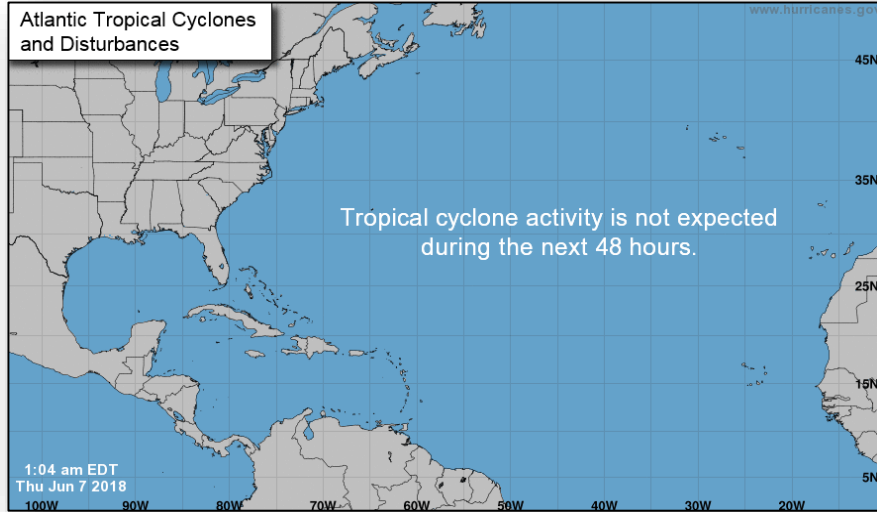 Atlantic Tropical Cyclones
and Disturbances
www.hurricanes.gov
45N
35N
Tropical cyclone activity is not expected
during the next 48 hours.
25N
15N
1:04 am EDT
Thu Jun 7 2018
5N
100W 90W 80W 70W 60W 50W 40W 30W 20W